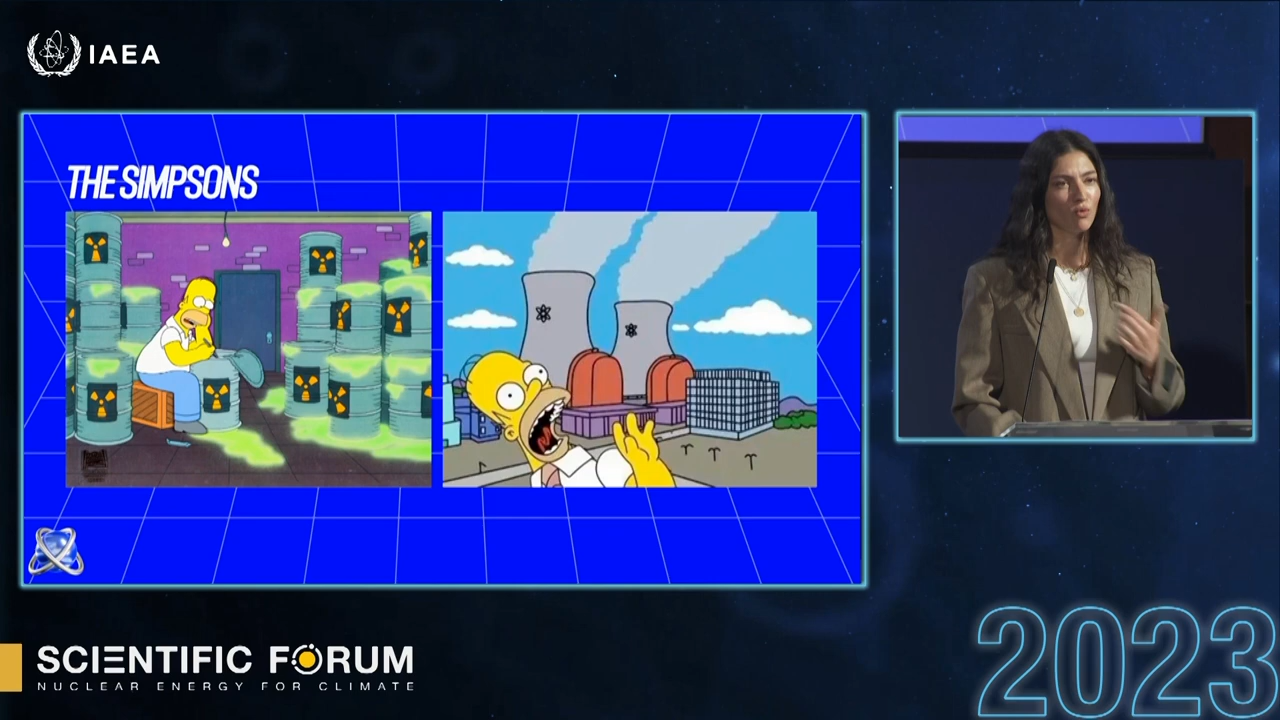 IAEA
THE SIMPSONS
SCIENTIFIC FORUM
NUCLEAR ENERGY FOR CLIMATE
2023